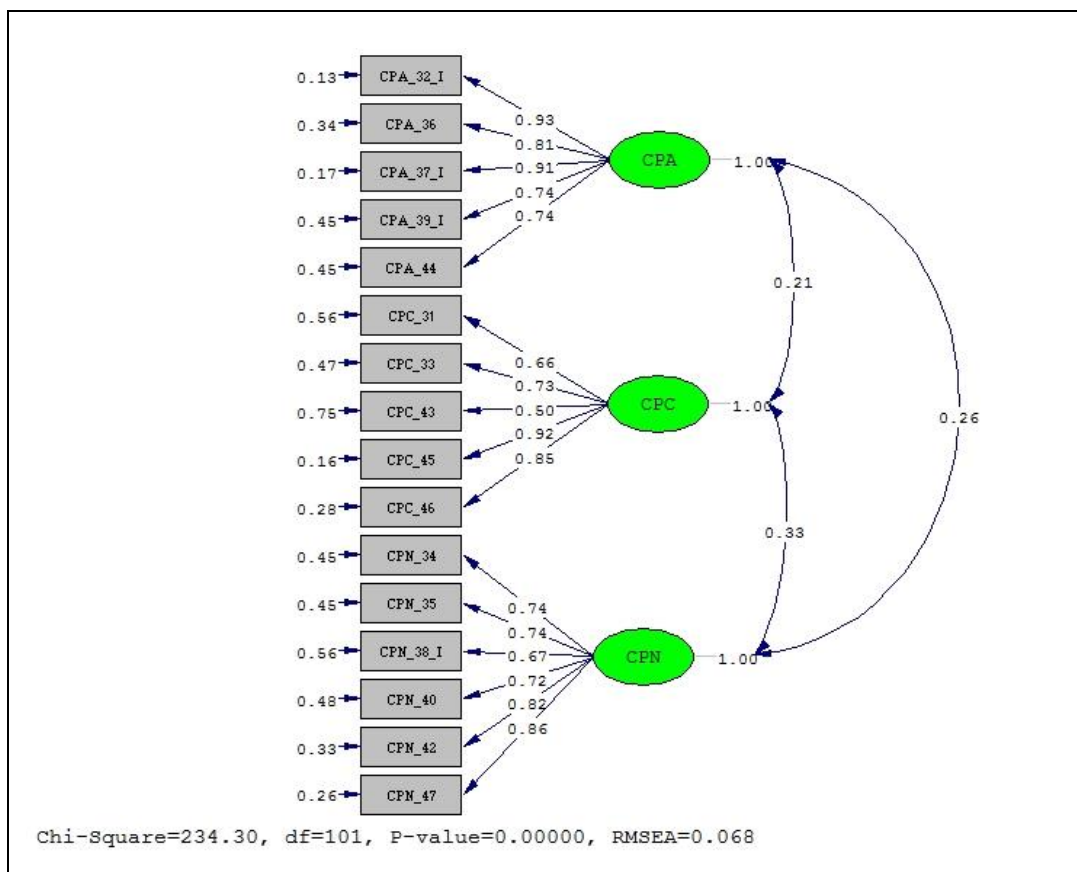 0.13 CPA_32_I
0.93
0.34 CPA_36
0.81
CPA 1.00
0.17 CPA_37_I
0.91
0.74
0.45 CPA_39_I
0.74
0.45 CPA_44
0.21
0.56 CPC_31
0.66
0.47 CPC_33
0.73
0.75 CPC_43
0.50
CPC 1.00
0.26
0.92
0.16 CPC_45
0.85
0.28 CPC_46
0.33
0.45 CPN_34
0.45 CPN_35
0.74
0.74
0.56 CPN_38_I
0.67
CPN 1.00
0.72
0.48 CPN_40
0.82
0.86
0.33 CPN_42
0.26 CPN_47
Chi-Square=234.30, df=101, P-value=0.00000, RMSEA=0.068